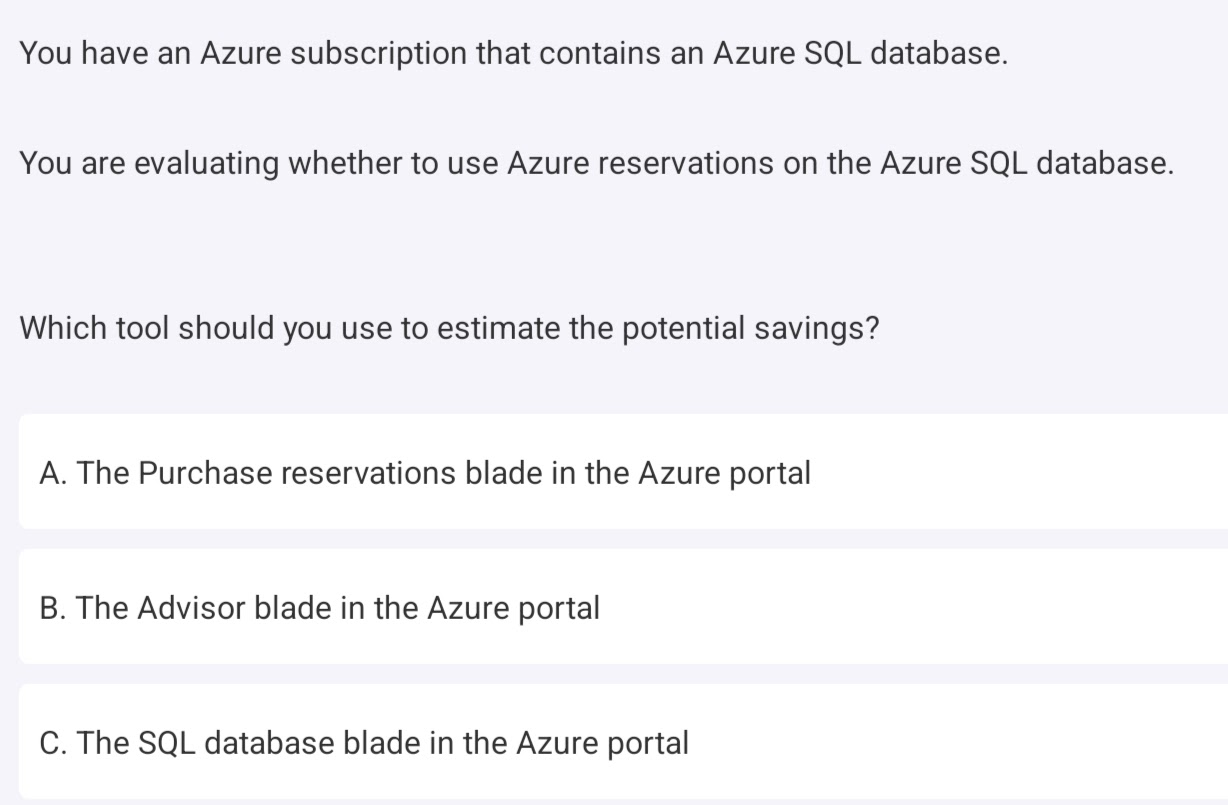 You have an Azure subscription that contains an Azure SQL database.
You are evaluating whether to use Azure reservations on the Azure SQL database.
Which tool should you use to estimate the potential savings?
A. The Purchase reservations blade in the Azure portal
B. The Advisor blade in the Azure portal
C. The SQL database blade in the Azure portal